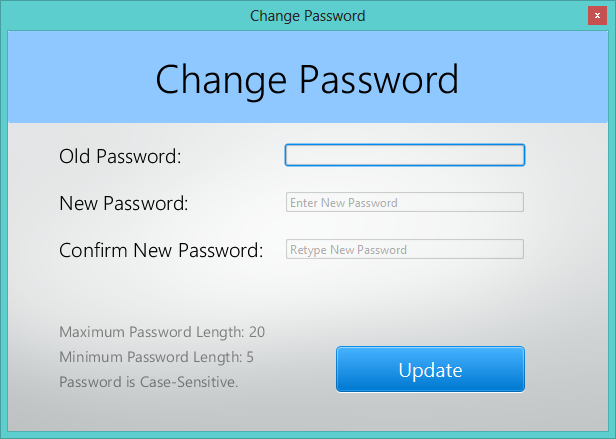 Change Password
x
Change Password
Old Password:
New Password:
Enter New Password
Confirm New Password:
Retype New Password
Maximum Password Length: 20
Minimum Password Length: 5
Password is Case-Sensitive.
Update